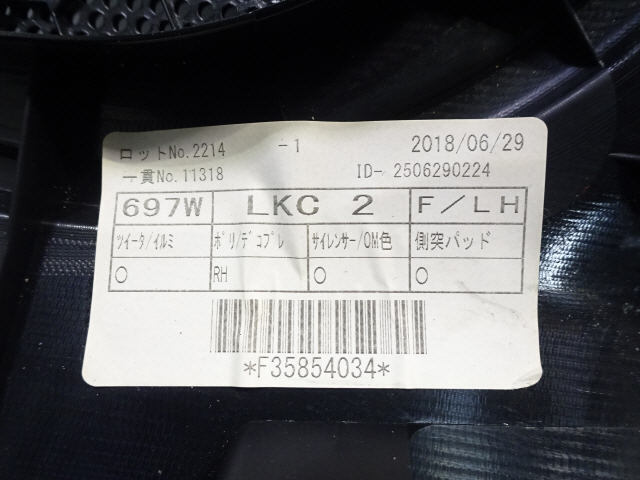 ロットNo.2214 -1 2018/06/29
一貫No.11318 ID- 2506290224
697W LKC 2 F/LH
ツイータ/イルミ ポリ/デコプレ サイレンサー/OM色 側突パッド
○ RH ○ ○
*F35854034*